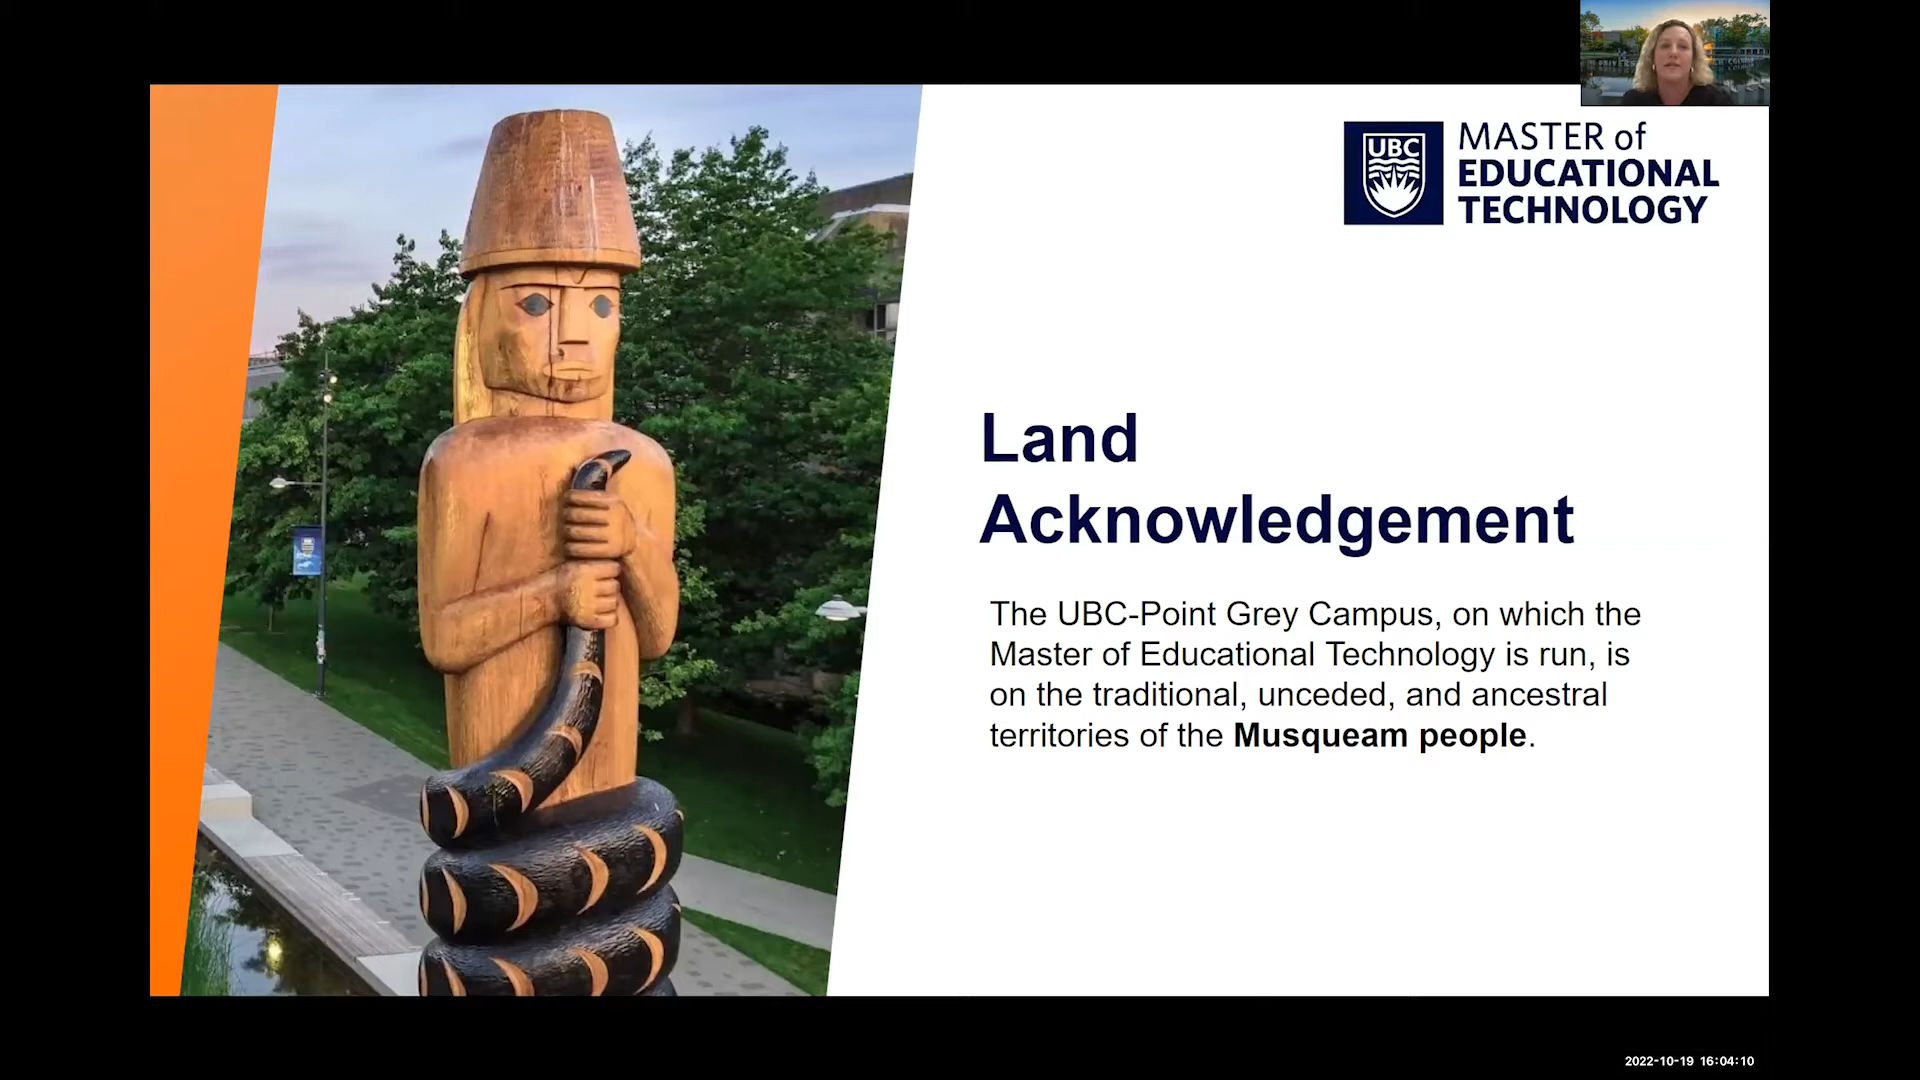 UBC
MASTER of
EDUCATIONAL
TECHNOLOGY
Land
Acknowledgement
The UBC-Point Grey Campus, on which the
Master of Educational Technology is run, is
on the traditional, unceded, and ancestral
territories of the Musqueam people.
2022-10-19 16:04:10